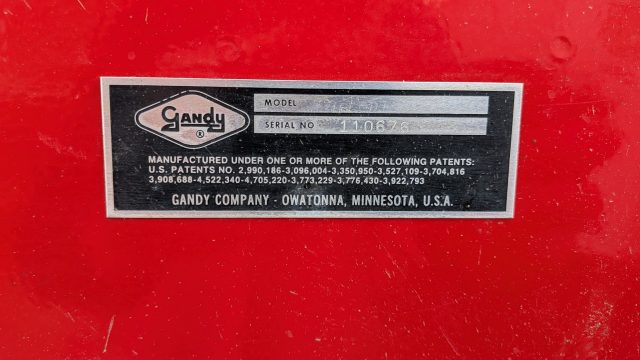 Gandy
®
MODEL
SERIAL NO 110676
MANUFACTURED UNDER ONE OR MORE OF THE FOLLOWING PATENTS:
U.S. PATENTS NO. 2,990,186-3,096,004-3,350,950-3,527,109-3,704,816
3,908,688-4,522,340-4,705,220-3,773,229-3,776,430-3,922,793
GANDY COMPANY - OWATONNA, MINNESOTA, U.S.A.